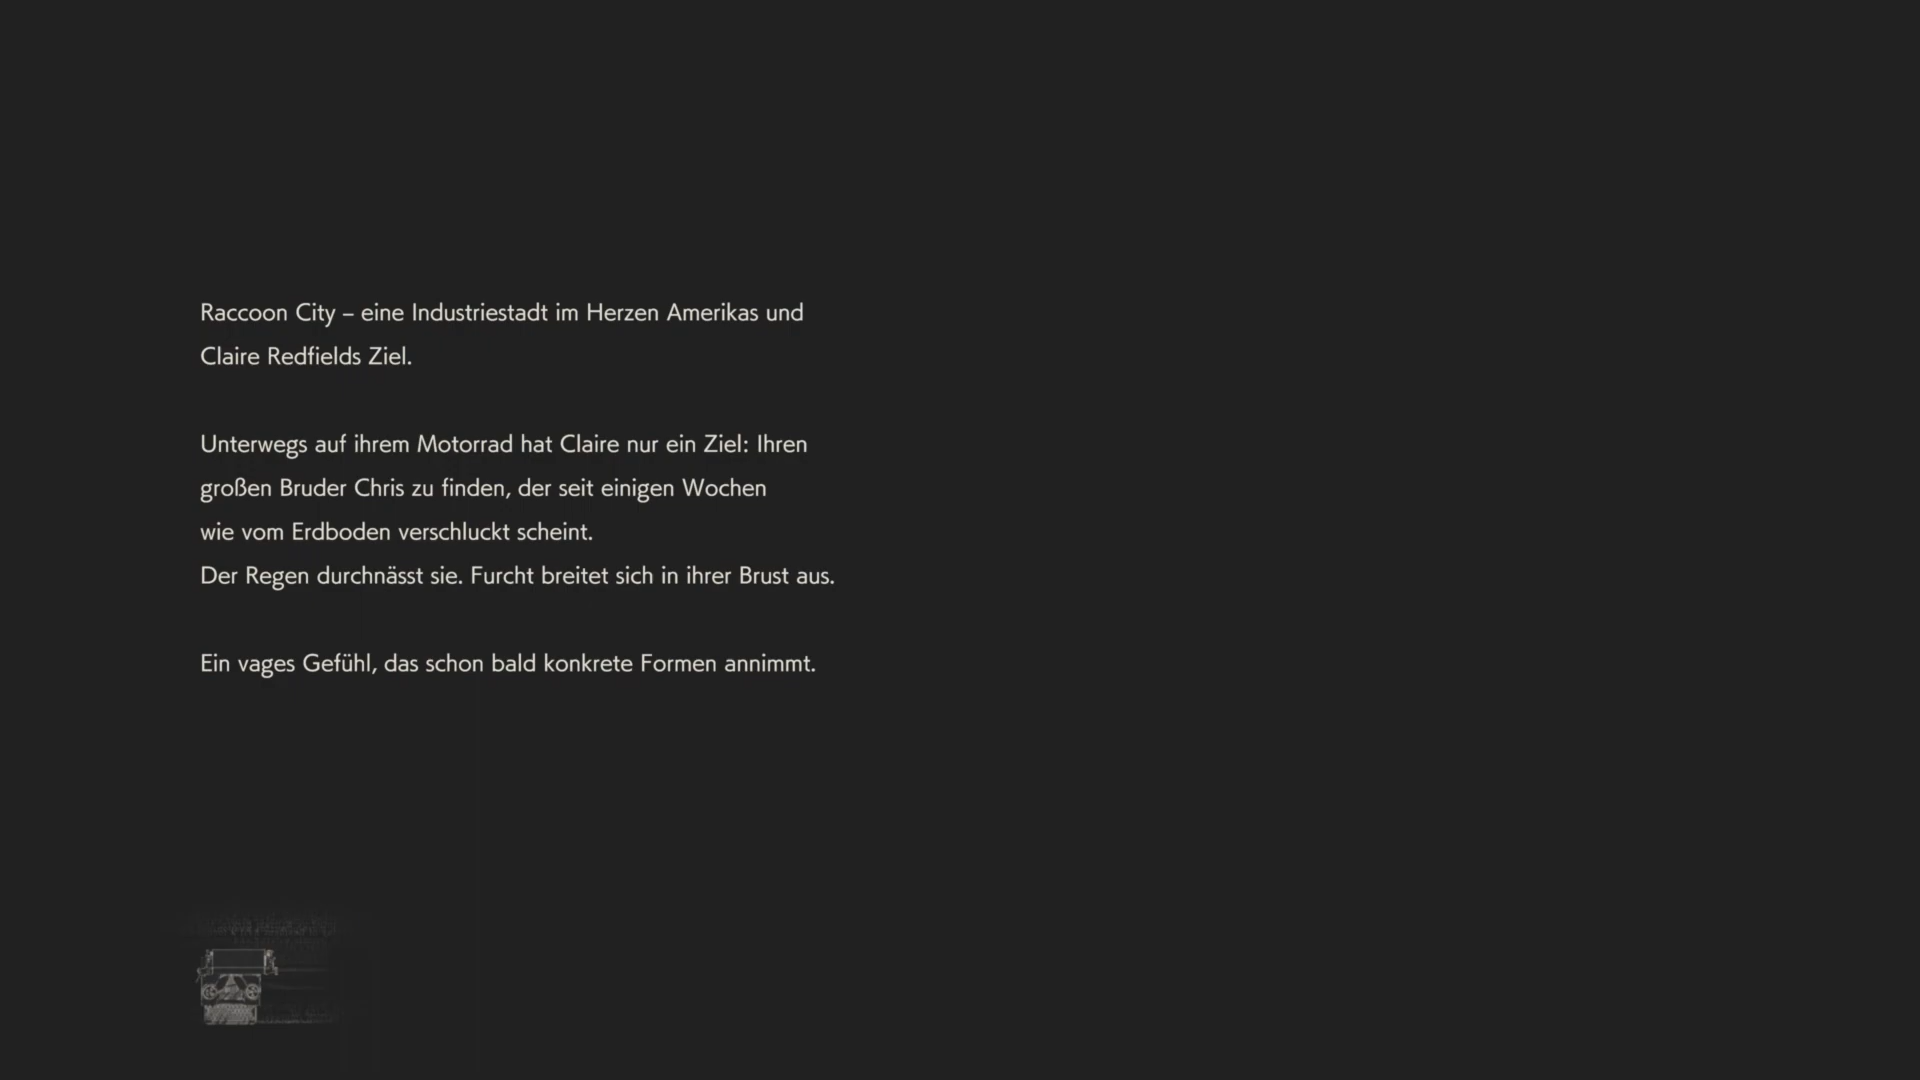 Raccoon City – eine Industriestadt im Herzen Amerikas und
Claire Redfields Ziel.
Unterwegs auf ihrem Motorrad hat Claire nur ein Ziel: Ihren
großen Bruder Chris zu finden, der seit einigen Wochen
wie vom Erdboden verschluckt scheint.
Der Regen durchnässt sie. Furcht breitet sich in ihrer Brust aus.
Ein vages Gefühl, das schon bald konkrete Formen annimmt.